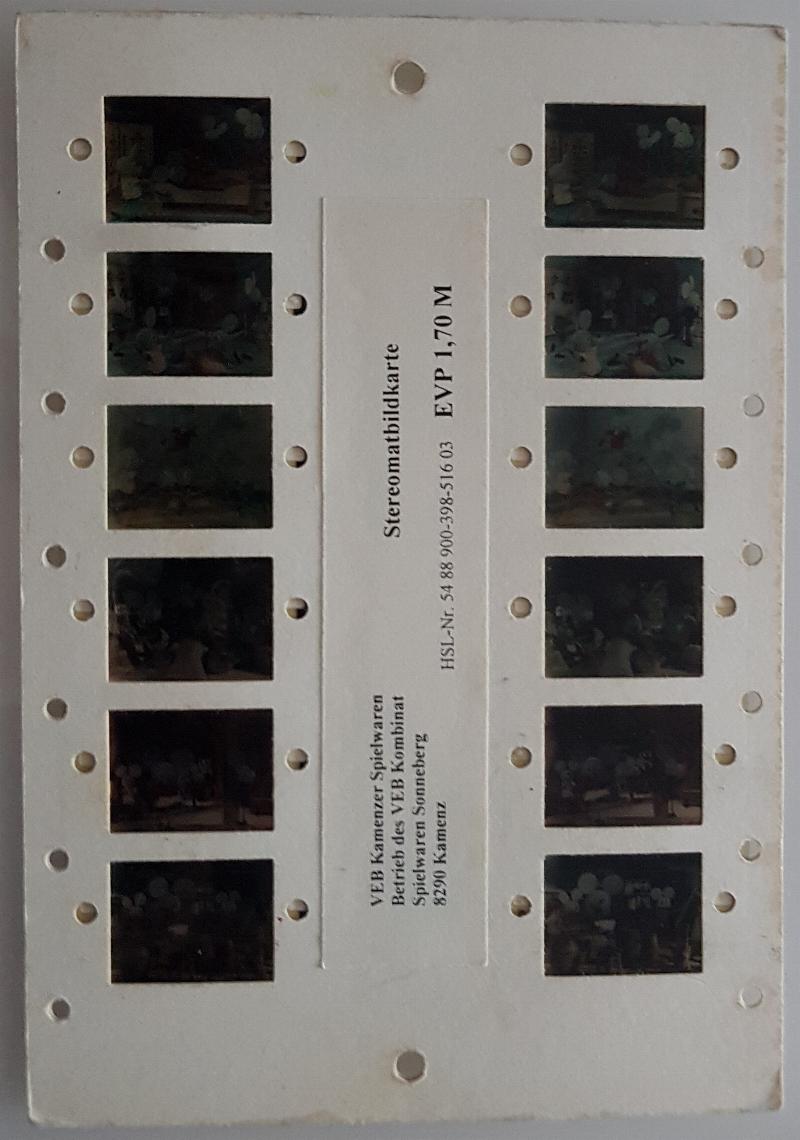 VEB Kamenzer Spielwaren
Betrieb des VEB Kombinat
Spielwaren Sonneberg
8290 Kamenz
Stereomatbildkarte
HSL-Nr. 54 88 900-398-516 03 EVP 1,70 M